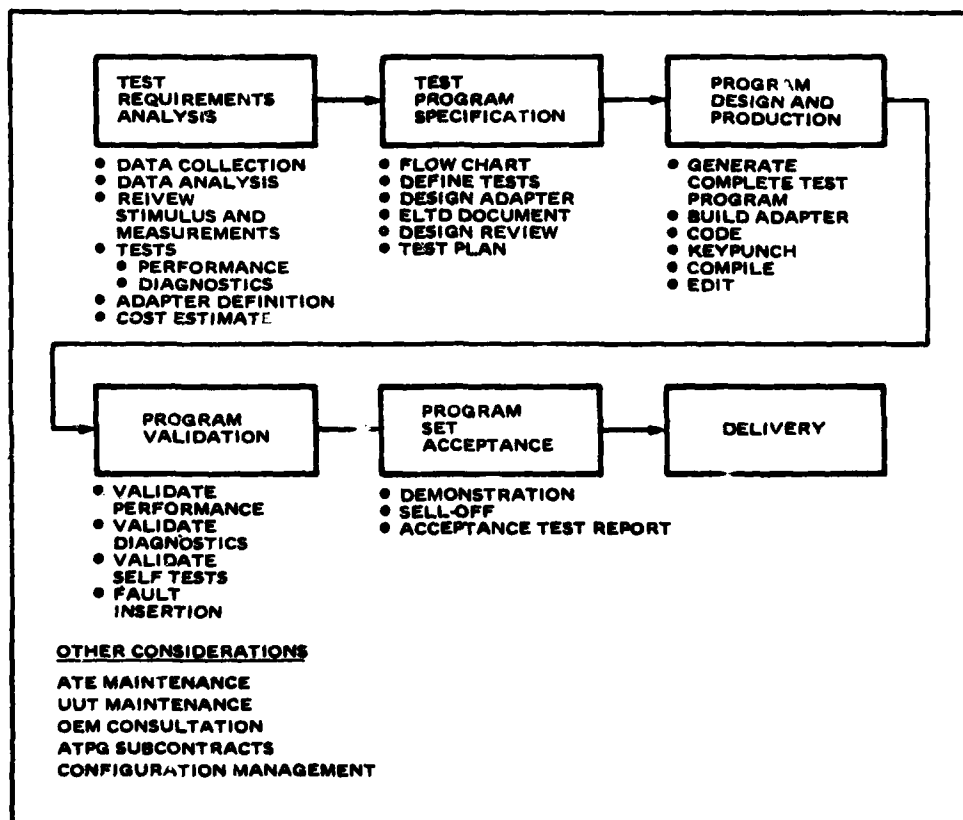 TEST
REQUIREMENTS
ANALYSIS
● DATA COLLECTION
● DATA ANALYSIS
● REIVEW
STIMULUS AND
MEASUREMENTS
● TESTS
● PERFORMANCE
● DIAGNOSTICS
● ADAPTER DEFINITION
● COST ESTIMATE
TEST
PROGRAM
SPECIFICATION
● FLOW CHART
● DEFINE TESTS
● DESIGN ADAPTER
● ELTD DOCUMENT
● DESIGN REVIEW
● TEST PLAN
PROGRAM
DESIGN AND
PRODUCTION
● GENERATE
COMPLETE TEST
PROGRAM
● BUILD ADAPTER
● CODE
● KEYPUNCH
● COMPILE
● EDIT
PROGRAM
VALIDATION
● VALIDATE
PERFORMANCE
● VALIDATE
DIAGNOSTICS
● VALIDATE
SELF TESTS
● FAULT
INSERTION
PROGRAM
SET
ACCEPTANCE
● DEMONSTRATION
● SELL-OFF
● ACCEPTANCE TEST REPORT
DELIVERY
OTHER CONSIDERATIONS
ATE MAINTENANCE
UUT MAINTENANCE
OEM CONSULTATION
ATPG SUBCONTRACTS
CONFIGURATION MANAGEMENT